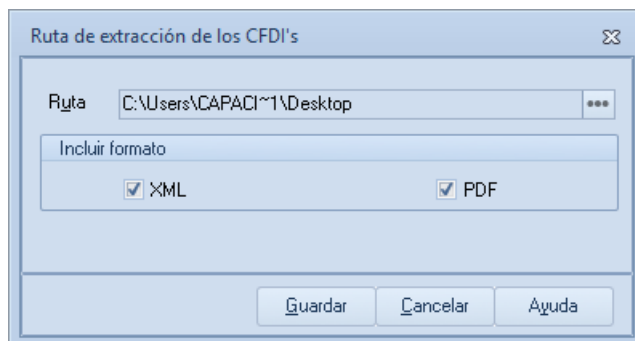 Ruta de extracción de los CFDI's
Ruta C:\Users\CAPACI~1\Desktop
Incluir formato
XML PDF
Guardar Cancelar Ayuda